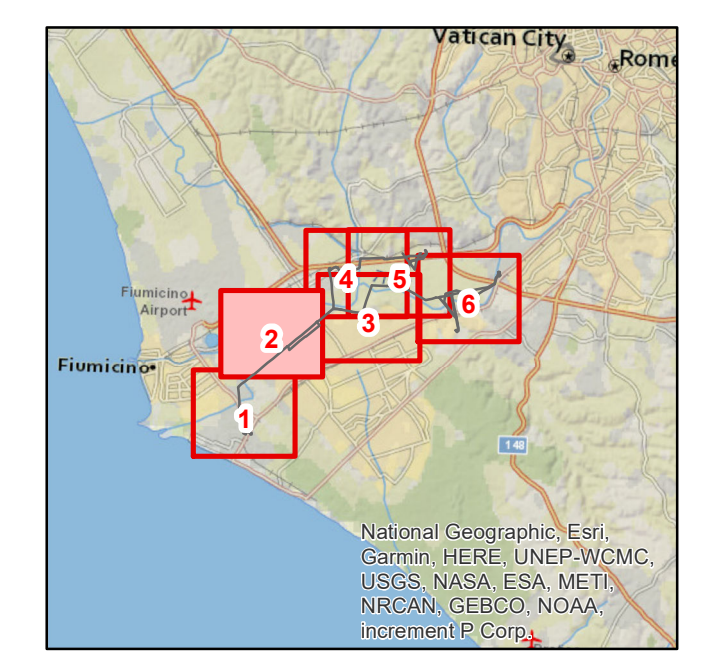 Vatican City
Rome
Fiumicino
Airport
Fiumicino
4
5
6
3
2
1
148
National Geographic, Esri,
Garmin, HERE, UNEP-WCMC,
USGS, NASA, ESA, METI,
NRCAN, GEBCO, NOAA,
increment P Corp.